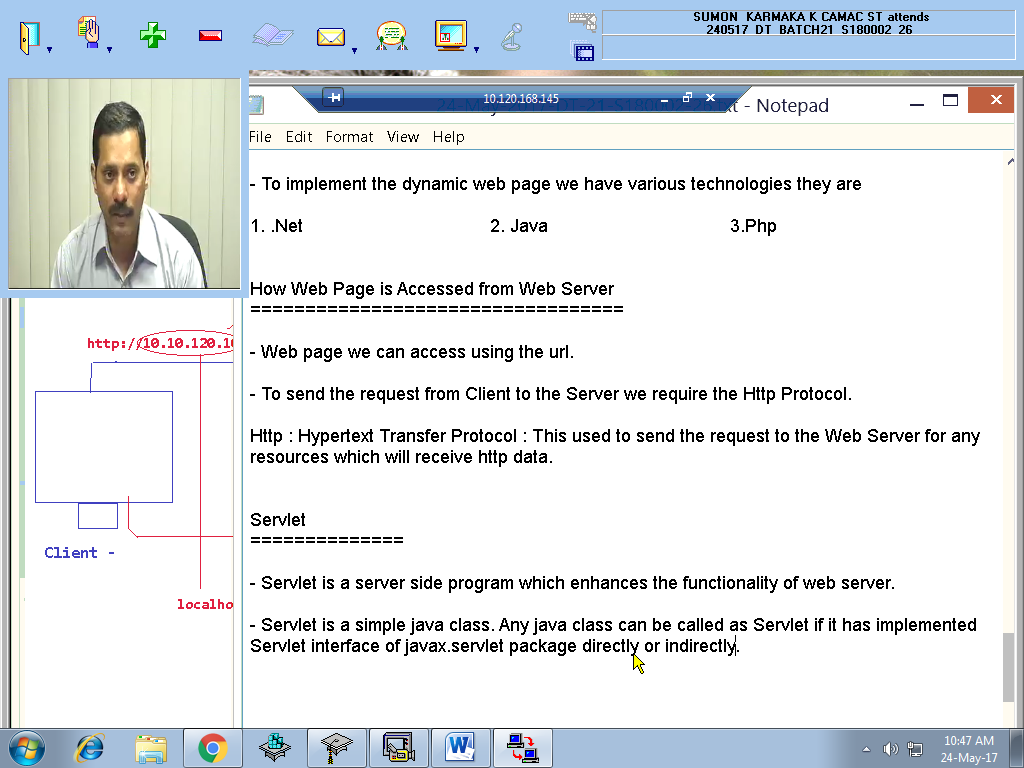 SUMON KARMAKA K CAMAC ST attends
240517 DT BATCH21 S180002 26
10.120.168.145
- Notepad
File Edit Format View Help
- To implement the dynamic web page we have various technologies they are
1. .Net 2. Java 3.Php
How Web Page is Accessed from Web Server
==================================
- Web page we can access using the url.
- To send the request from Client to the Server we require the Http Protocol.
Http : Hypertext Transfer Protocol : This used to send the request to the Web Server for any
resources which will receive http data.
Servlet
==============
- Servlet is a server side program which enhances the functionality of web server.
- Servlet is a simple java class. Any java class can be called as Servlet if it has implemented
Servlet interface of javax.servlet package directly or indirectly.
http://10.10.120.10
Client -
localho
10:47 AM
24-May-17